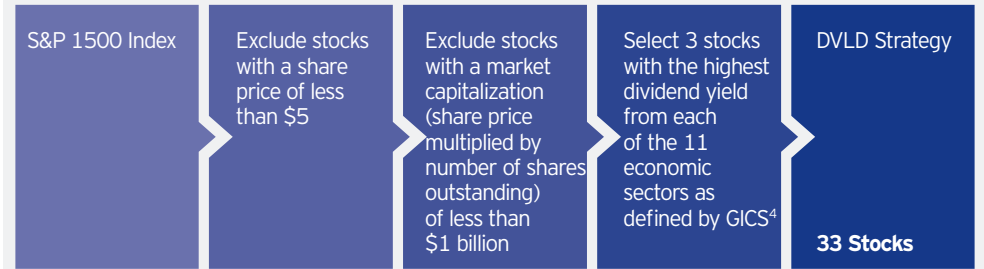 S&P 1500 Index
Exclude stocks
with a share
price of less
than $5
Exclude stocks
with a market
capitalization
(share price
multiplied by
number of shares
outstanding)
of less than
$1 billion
Select 3 stocks
with the highest
dividend yield
from each
of the 11
economic
sectors as
defined by GICS⁴
DVLD Strategy
33 Stocks